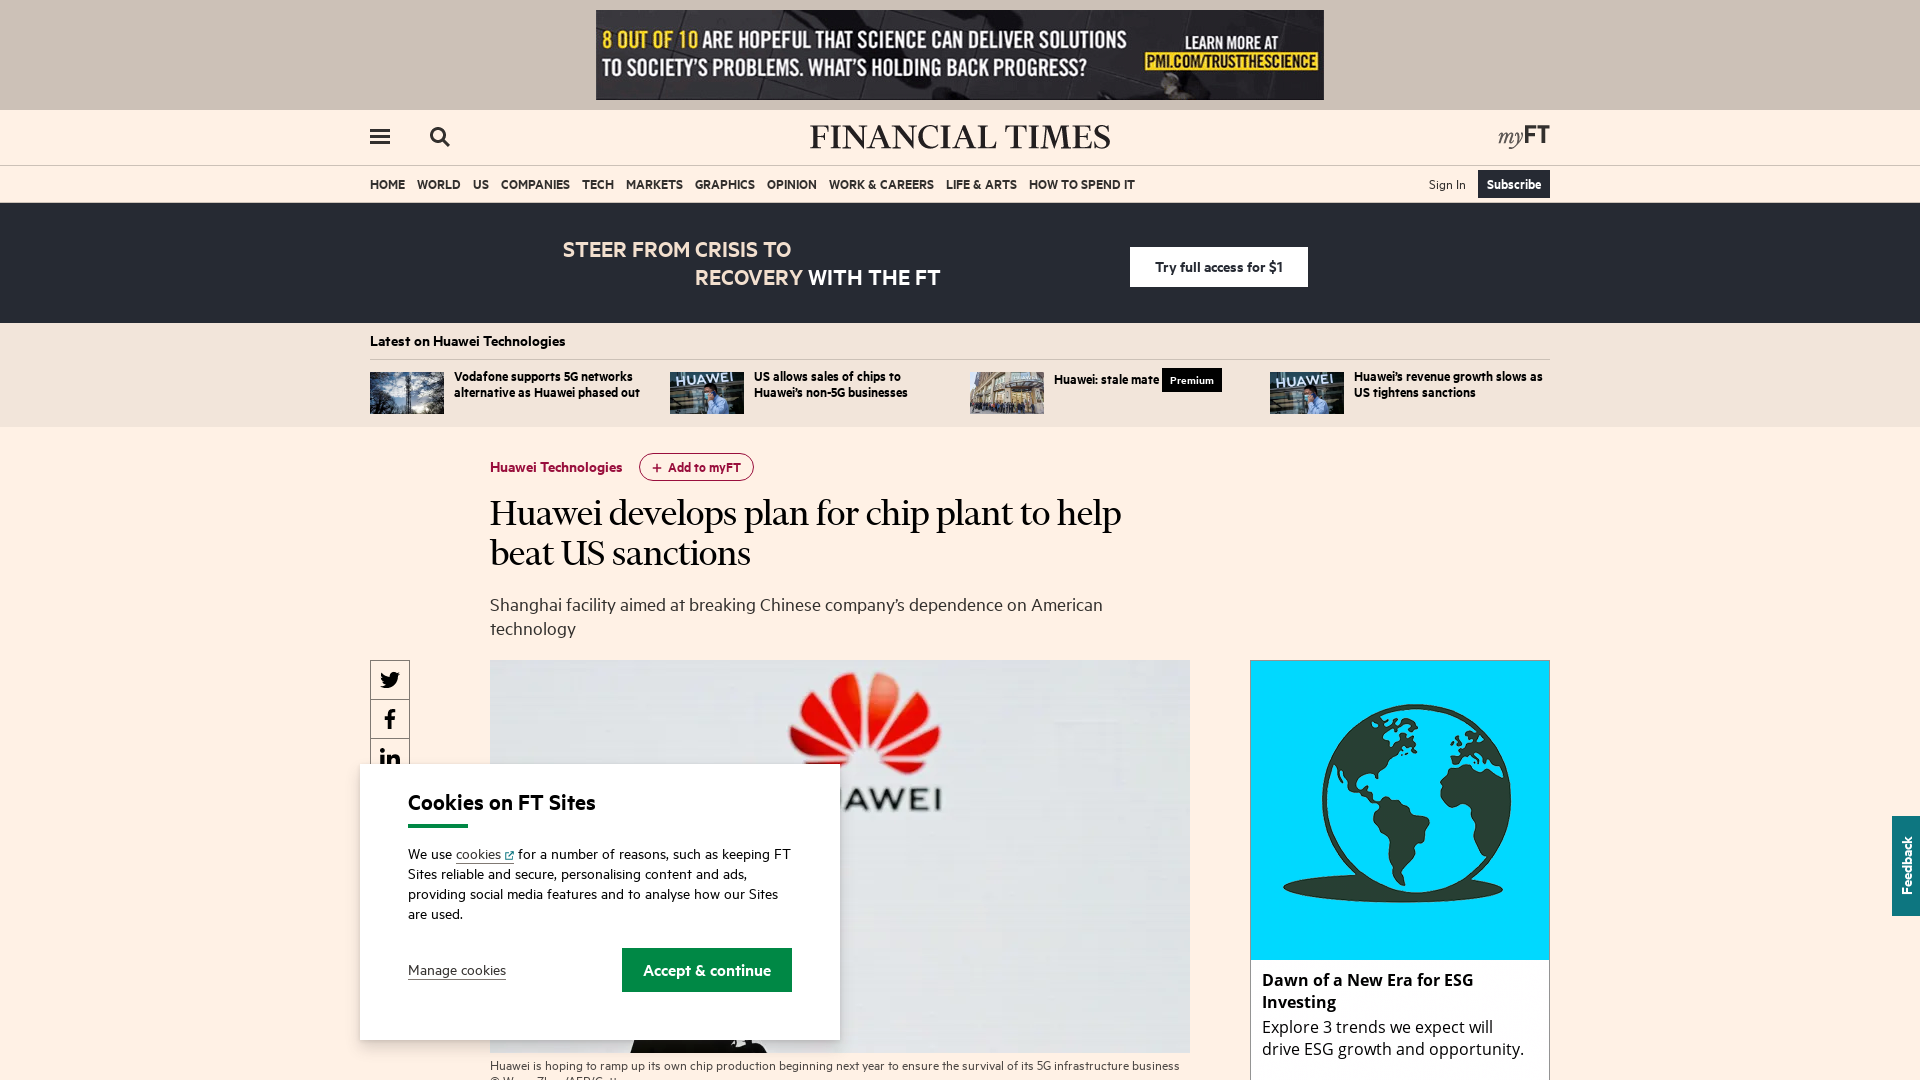 8 OUT OF 10 ARE HOPEFUL THAT SCIENCE CAN DELIVER SOLUTIONS
TO SOCIETY'S PROBLEMS. WHAT'S HOLDING BACK PROGRESS?
LEARN MORE AT
PMI.COM/TRUSTTHESCIENCE
FINANCIAL TIMES
myFT
HOME WORLD US COMPANIES TECH MARKETS GRAPHICS OPINION WORK & CAREERS LIFE & ARTS HOW TO SPEND IT
Sign In Subscribe
STEER FROM CRISIS TO
RECOVERY WITH THE FT
Try full access for $1
Latest on Huawei Technologies
Vodafone supports 5G networks
alternative as Huawei phased out
HUAWEI
US allows sales of chips to
Huawei's non-5G businesses
Huawei: stale mate Premium
HUAWEI
Huawei's revenue growth slows as
US tightens sanctions
Huawei Technologies
+ Add to myFT
Huawei develops plan for chip plant to help
beat US sanctions
Shanghai facility aimed at breaking Chinese company's dependence on American
technology
AWEI
Cookies on FT Sites
We use cookies for a number of reasons, such as keeping FT
Sites reliable and secure, personalising content and ads,
providing social media features and to analyse how our Sites
are used.
Manage cookies
Accept & continue
Huawei is hoping to ramp up its own chip production beginning next year to ensure the survival of its 5G infrastructure business
Dawn of a New Era for ESG
Investing
Explore 3 trends we expect will
drive ESG growth and opportunity.
Feedback